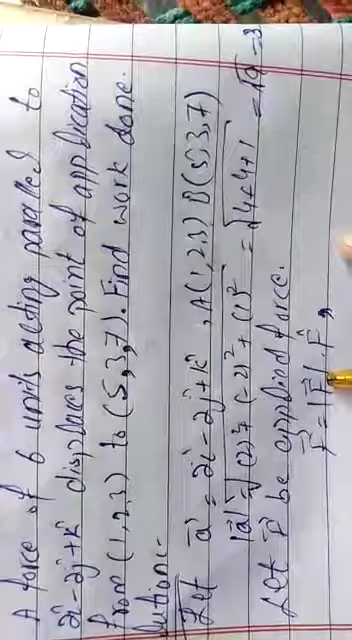 A force of 6 units acting parallel to
2i - 2j + k displaces the point of application
from (1,2,3) to (5,3,7). Find work done.
lution:-
Let a⃗ = 2i - 2j + k, A(1,2,3) B(5,3,7)
|a⃗| = √(2)² + (-2)² + (1)² = √4+4+1 = √9 = 3
Let F⃗ be applied force.
F⃗ = |F⃗| . F̂ ,